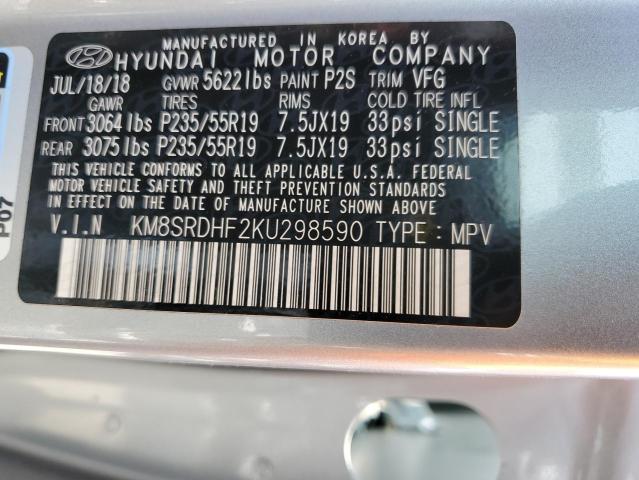 MANUFACTURED IN KOREA BY
HYUNDAI MOTOR COMPANY
JUL/18/18 GVWR 5622lbs PAINT P2S TRIM VFG
GAWR TIRES RIMS COLD TIRE INFL
FRONT 3064lbs P235/55R19 7.5JX19 33psi SINGLE
REAR 3075lbs P235/55R19 7.5JX19 33psi SINGLE
THIS VEHICLE CONFORMS TO ALL APPLICABLE U.S.A. FEDERAL
MOTOR VEHICLE SAFETY AND THEFT PREVENTION STANDARDS
IN EFFECT ON THE DATE OF MANUFACTURE SHOWN ABOVE.
V.I.N KM8SRDHF2KU298590 TYPE : MPV
P07